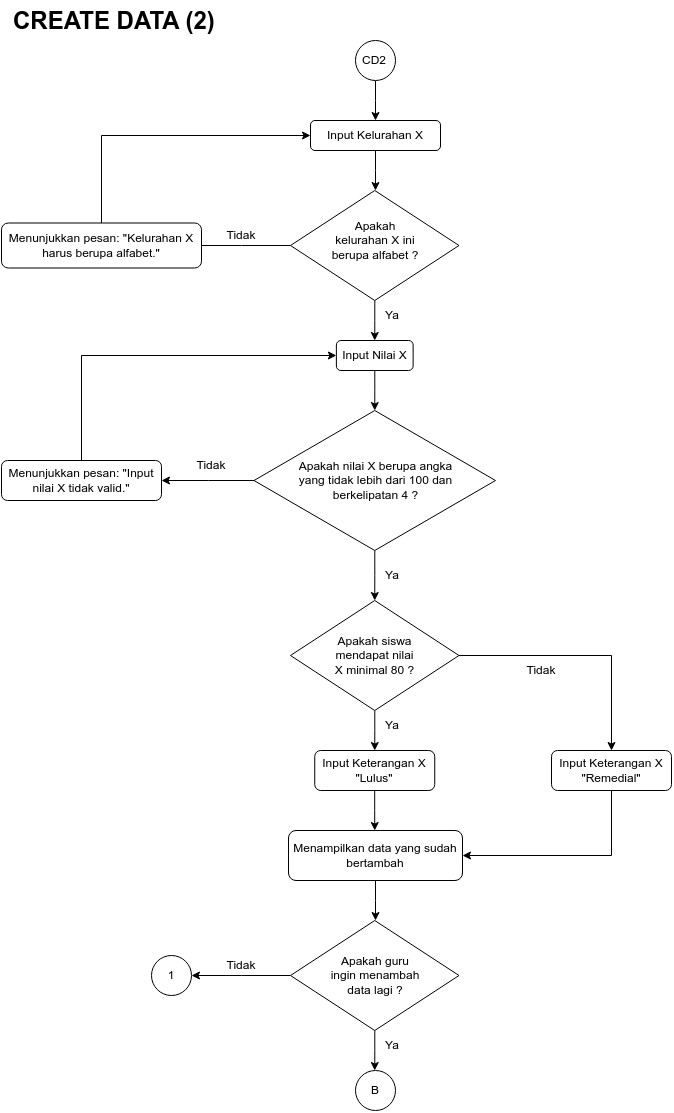 CREATE DATA (2)
CD2
Input Kelurahan X
Apakah
kelurahan X ini
berupa alfabet ?
Tidak
Menunjukkan pesan: "Kelurahan X
harus berupa alfabet."
Ya
Input Nilai X
Apakah nilai X berupa angka
yang tidak lebih dari 100 dan
berkelipatan 4 ?
Tidak
Menunjukkan pesan: "Input
nilai X tidak valid."
Ya
Apakah siswa
mendapat nilai
X minimal 80 ?
Tidak
Ya
Input Keterangan X
"Lulus"
Input Keterangan X
"Remedial"
Menampilkan data yang sudah
bertambah
Apakah guru
ingin menambah
data lagi ?
Tidak
1
Ya
B